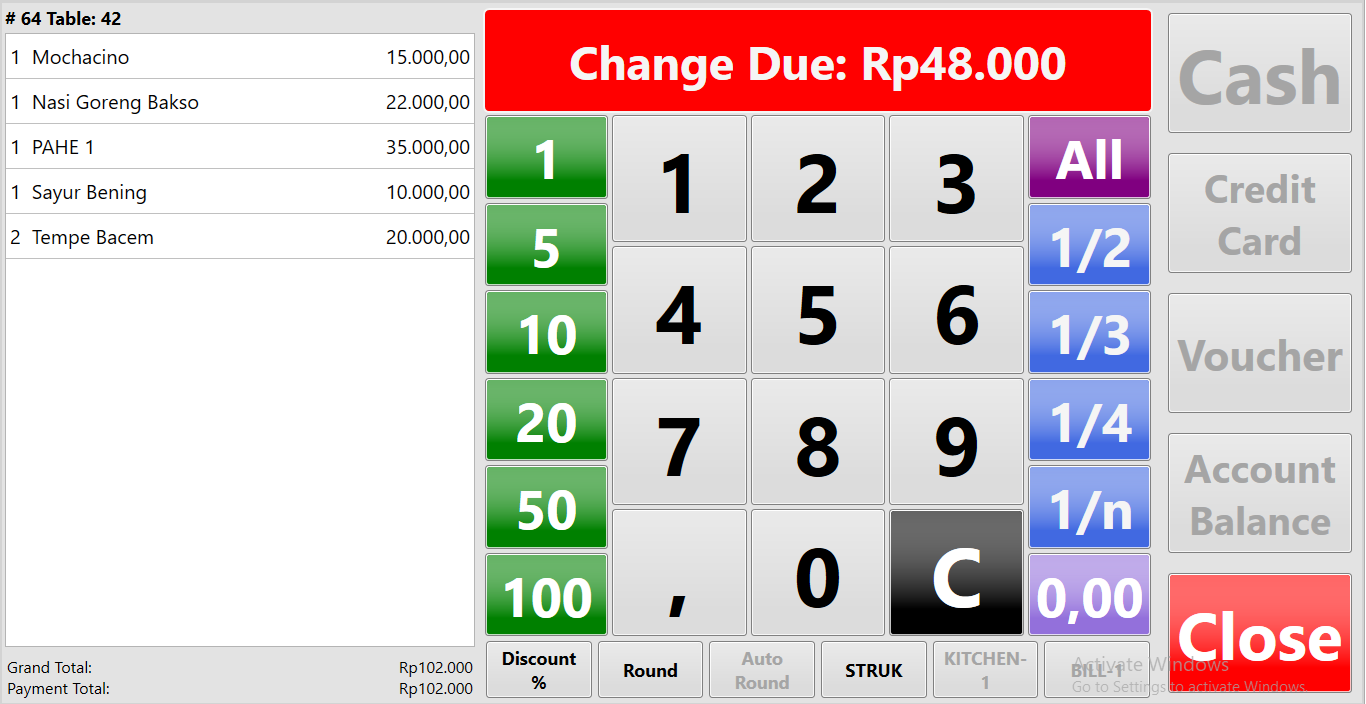 # 64 Table: 42
1 Mochacino 15.000,00
1 Nasi Goreng Bakso 22.000,00
1 PAHE 1 35.000,00
1 Sayur Bening 10.000,00
2 Tempe Bacem 20.000,00
Grand Total: Rp102.000
Payment Total: Rp102.000
Change Due: Rp48.000
1 1 2 3 All
5 1/2
4 5 6
10 1/3
20 7 8 9 1/4
50 1/n
100 , 0 C 0,00
Discount
%
Round
Auto
Round
STRUK
KITCHEN-
1
BILL-1
Cash
Credit
Card
Voucher
Account
Balance
Close
Activate Windows
Go to Settings to activate Windows.